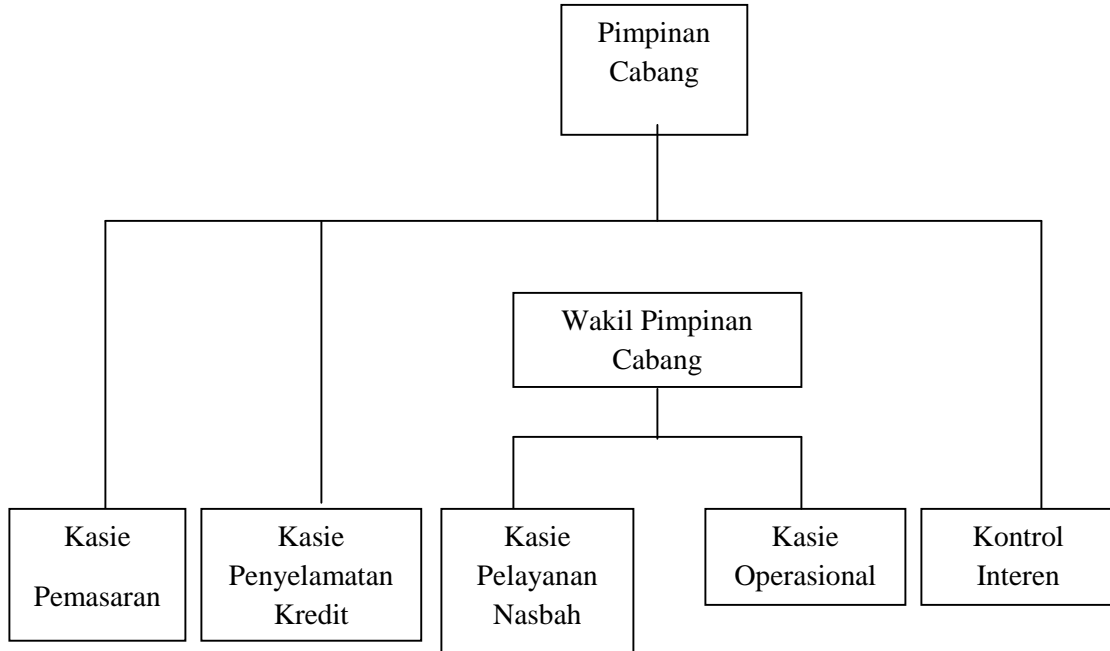 Pimpinan
Cabang
Wakil Pimpinan
Cabang
Kasie
Pemasaran
Kasie
Penyelamatan
Kredit
Kasie
Pelayanan
Nasbah
Kasie
Operasional
Kontrol
Interen